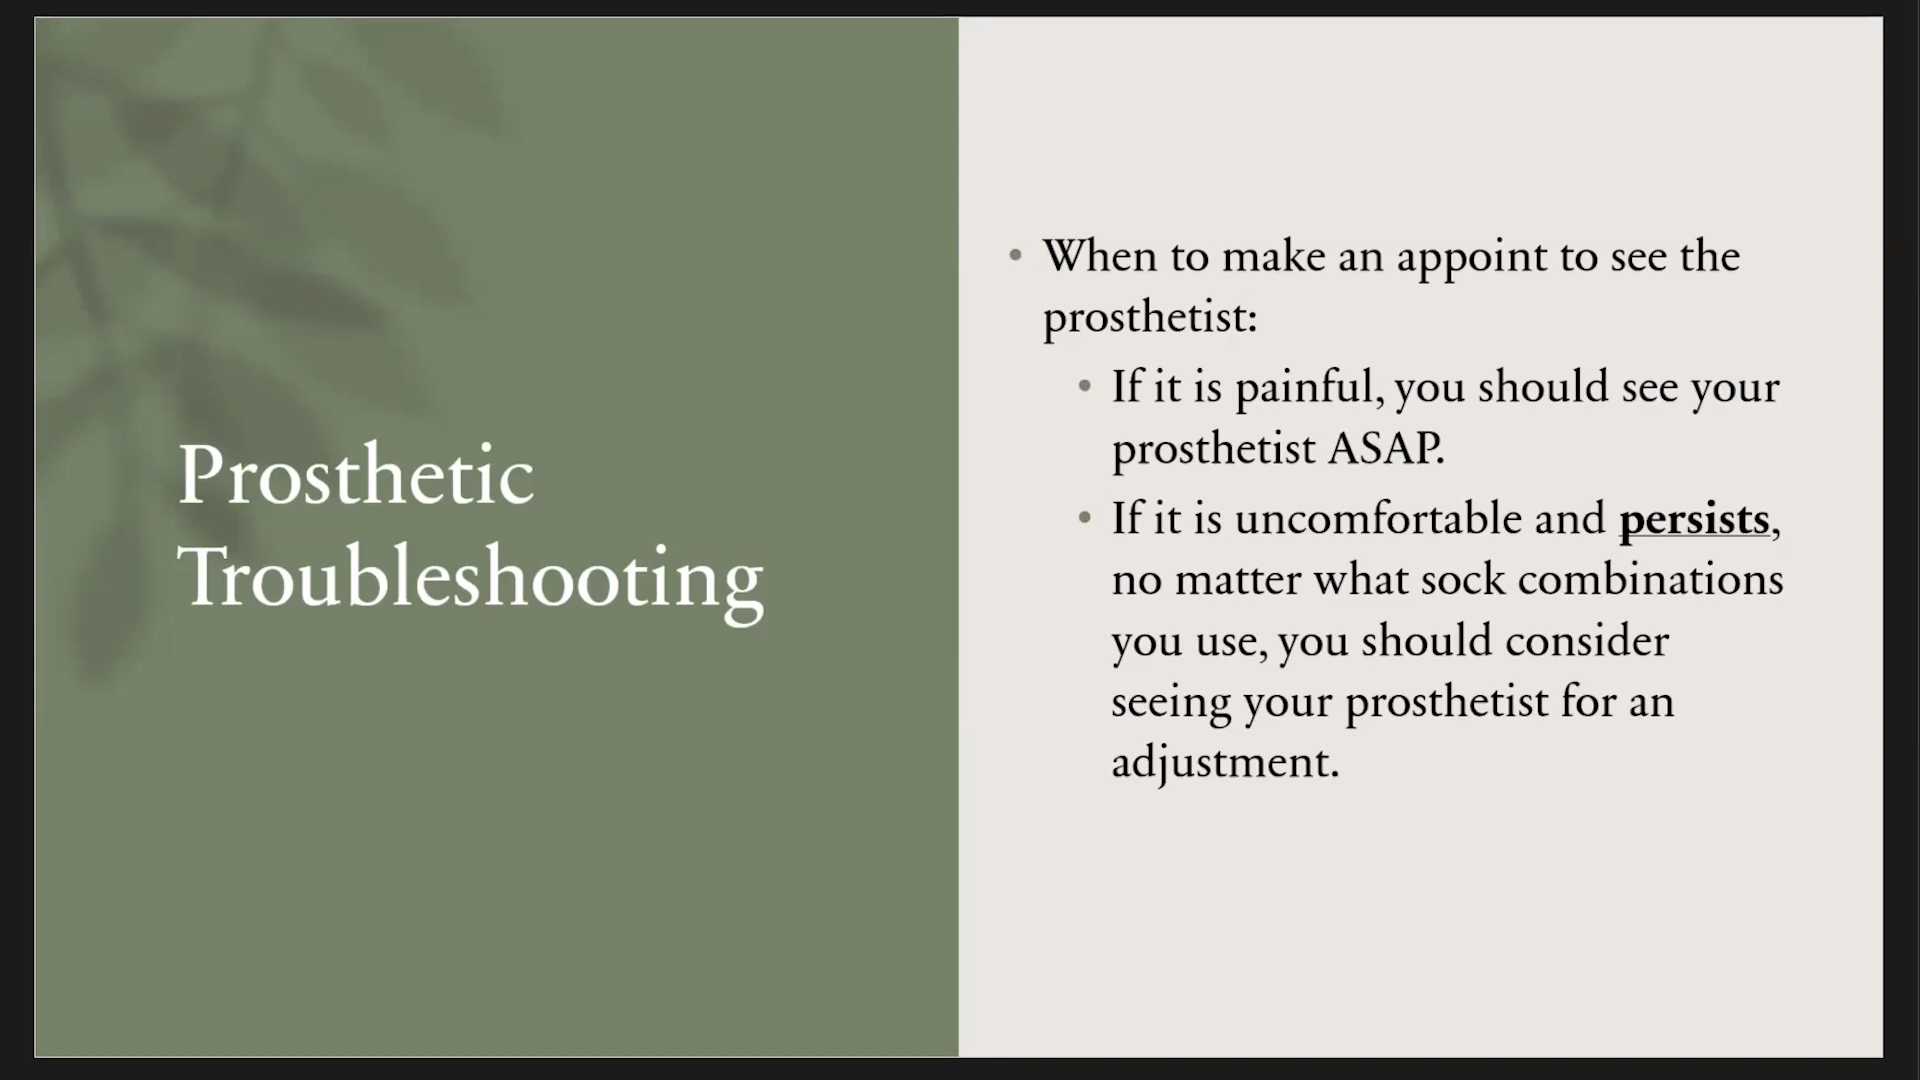 Prosthetic
Troubleshooting
• When to make an appoint to see the
prosthetist:
• If it is painful, you should see your
prosthetist ASAP.
• If it is uncomfortable and persists,
no matter what sock combinations
you use, you should consider
seeing your prosthetist for an
adjustment.